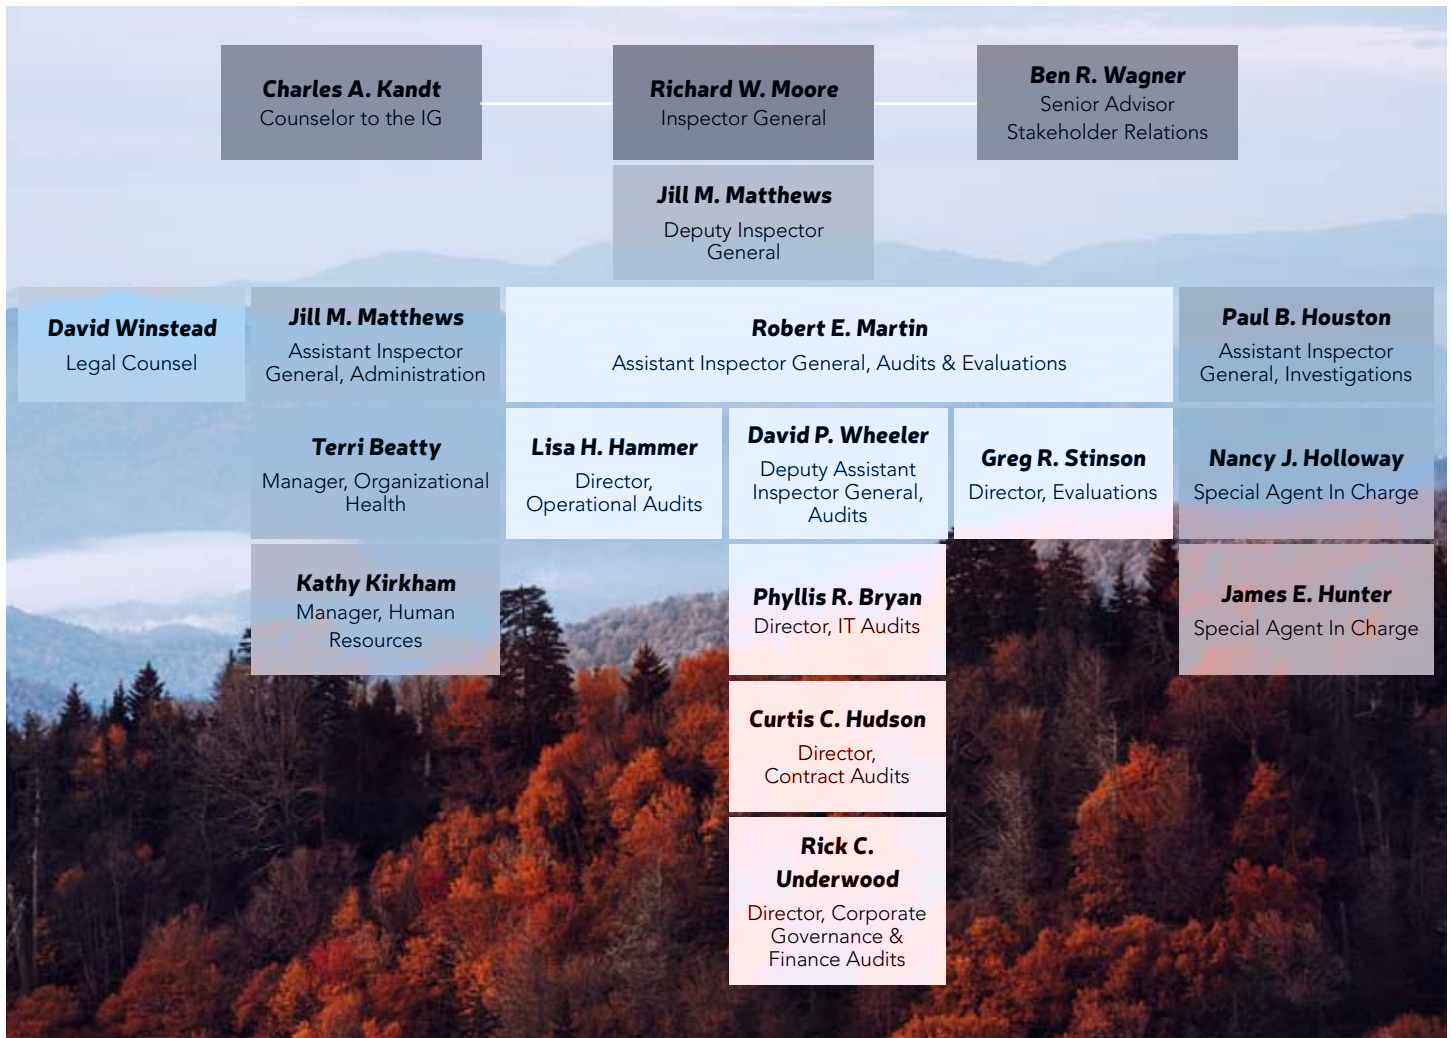 Charles A. Kandt
Counselor to the IG
Richard W. Moore
Inspector General
Ben R. Wagner
Senior Advisor
Stakeholder Relations
Jill M. Matthews
Deputy Inspector
General
David Winstead
Legal Counsel
Jill M. Matthews
Assistant Inspector
General, Administration
Robert E. Martin
Assistant Inspector General, Audits & Evaluations
Paul B. Houston
Assistant Inspector
General, Investigations
Terri Beatty
Manager, Organizational
Health
Lisa H. Hammer
Director,
Operational Audits
David P. Wheeler
Deputy Assistant
Inspector General,
Audits
Greg R. Stinson
Director, Evaluations
Nancy J. Holloway
Special Agent In Charge
Kathy Kirkham
Manager, Human
Resources
Phyllis R. Bryan
Director, IT Audits
James E. Hunter
Special Agent In Charge
Curtis C. Hudson
Director,
Contract Audits
Rick C.
Underwood
Director, Corporate
Governance &
Finance Audits